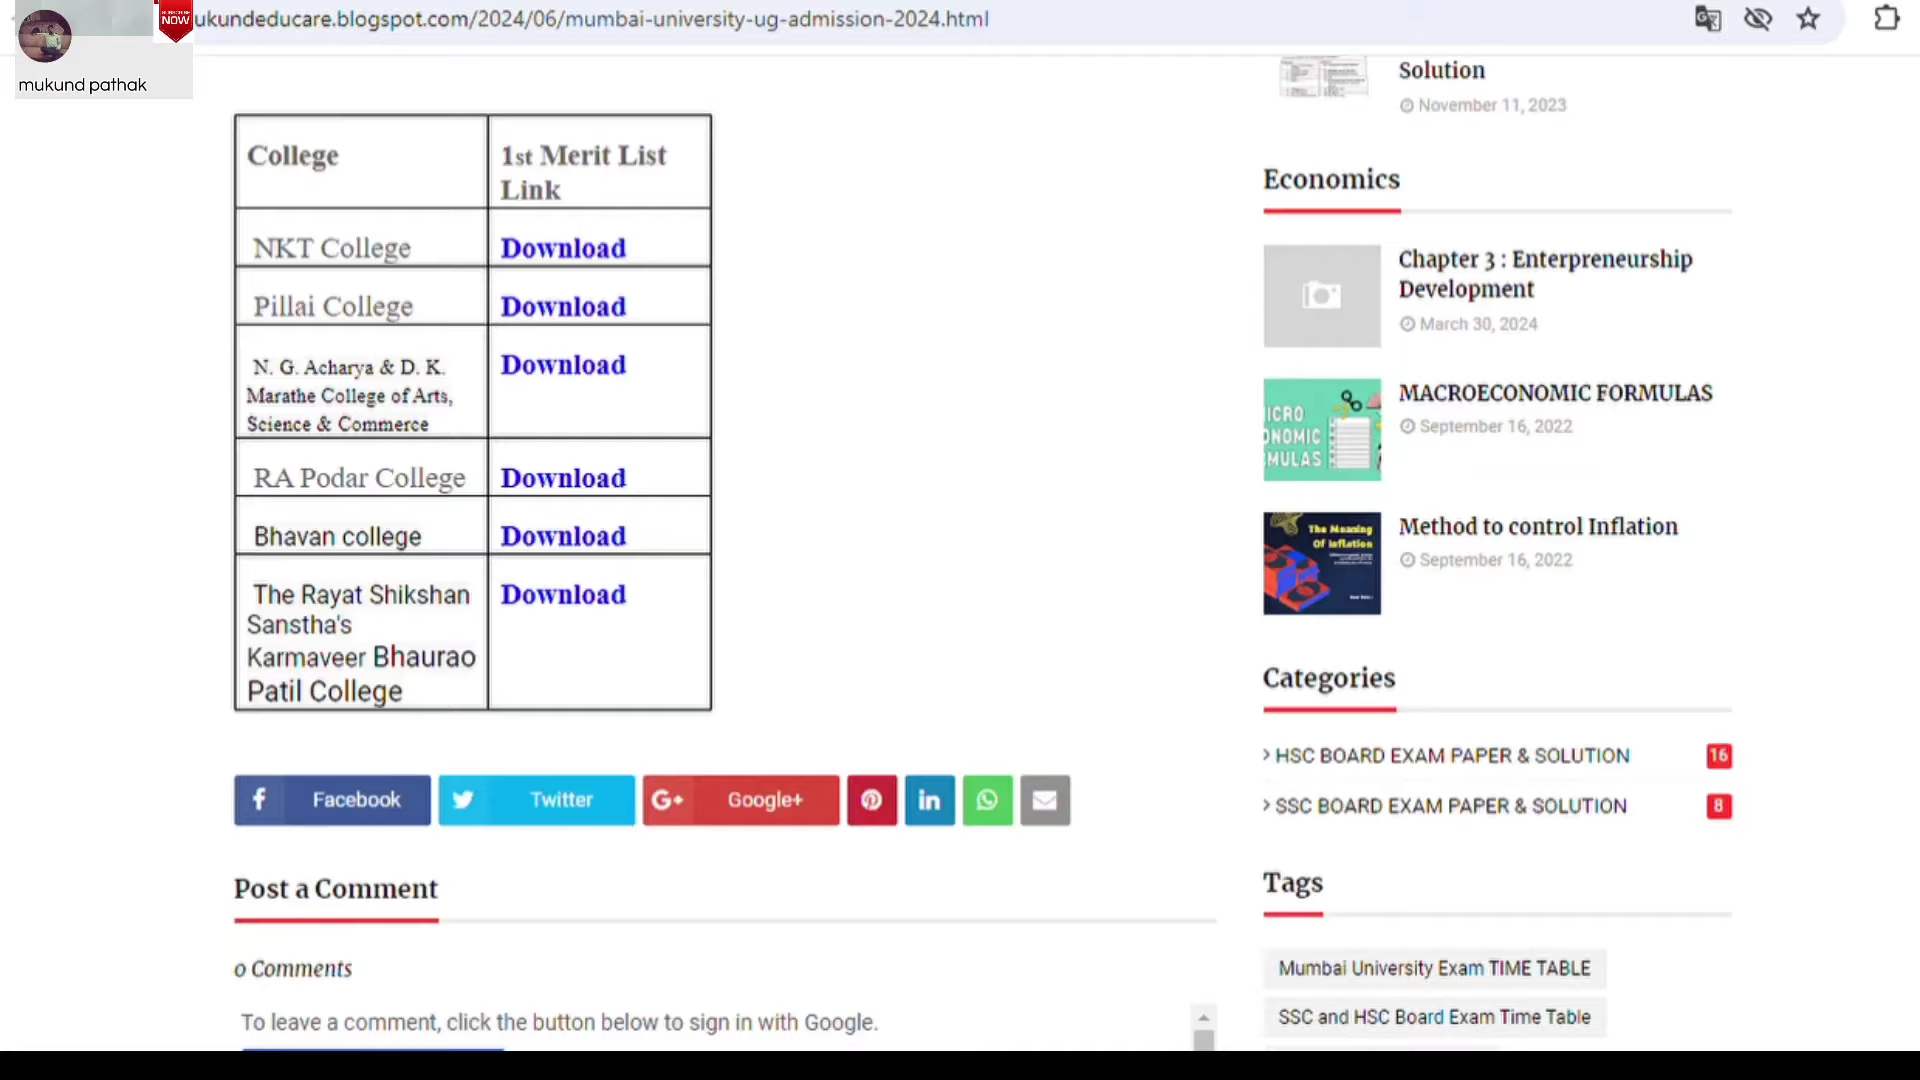 ukundeducare.blogspot.com/2024/06/mumbai-university-ug-admission-2024.html
SUBSCRIBE
NOW
mukund pathak
College
1st Merit List
Link
NKT College
Download
Pillai College
Download
N. G. Acharya & D. K.
Marathe College of Arts,
Science & Commerce
Download
RA Podar College
Download
Bhavan college
Download
The Rayat Shikshan
Sanstha's
Karmaveer Bhaurao
Patil College
Download
Facebook
Twitter
G+
Google+
in
Post a Comment
0 Comments
To leave a comment, click the button below to sign in with Google.
Solution
November 11, 2023
Economics
Chapter 3 : Enterpreneurship
Development
March 30, 2024
ICRO
ONOMIC
MULAS
MACROECONOMIC FORMULAS
September 16, 2022
The Meaning
Of Inflation
Method to control Inflation
September 16, 2022
Categories
HSC BOARD EXAM PAPER & SOLUTION
16
SSC BOARD EXAM PAPER & SOLUTION
8
Tags
Mumbai University Exam TIME TABLE
SSC and HSC Board Exam Time Table